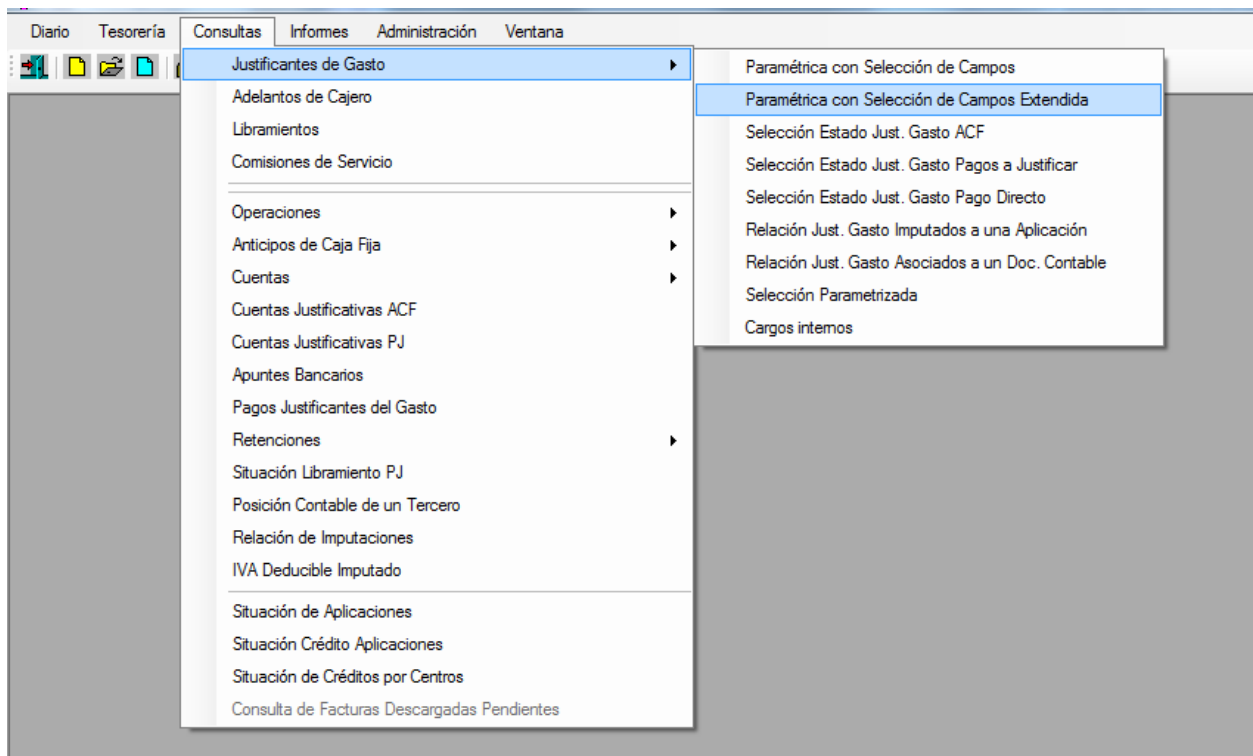 Diario Tesorería Consultas Informes Administración Ventana
Justificantes de Gasto
Adelantos de Cajero
Libramientos
Comisiones de Servicio
Operaciones
Anticipos de Caja Fija
Cuentas
Cuentas Justificativas ACF
Cuentas Justificativas PJ
Apuntes Bancarios
Pagos Justificantes del Gasto
Retenciones
Situación Libramiento PJ
Posición Contable de un Tercero
Relación de Imputaciones
IVA Deducible Imputado
Situación de Aplicaciones
Situación Crédito Aplicaciones
Situación de Créditos por Centros
Consulta de Facturas Descargadas Pendientes
Paramétrica con Selección de Campos
Paramétrica con Selección de Campos Extendida
Selección Estado Just. Gasto ACF
Selección Estado Just. Gasto Pagos a Justificar
Selección Estado Just. Gasto Pago Directo
Relación Just. Gasto Imputados a una Aplicación
Relación Just. Gasto Asociados a un Doc. Contable
Selección Parametrizada
Cargos internos